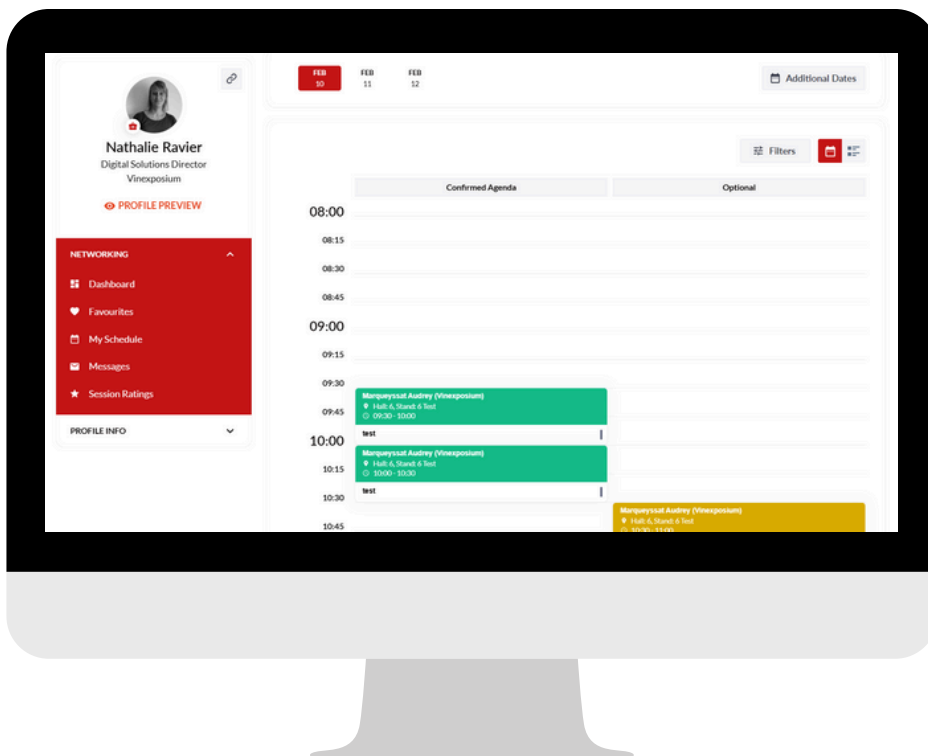 Nathalie Ravier
Digital Solutions Director
Vinexposium
PROFILE PREVIEW
NETWORKING
Dashboard
Favourites
My Schedule
Messages
Session Ratings
PROFILE INFO
FEB FEB FEB
10 11 12
Additional Dates
Filters
Confirmed Agenda Optional
08:00
08:15
08:30
08:45
09:00
09:15
09:30
Marqueyssat Audrey (Vinexposium)
Hall: 6, Stand: 6 Test
09:45
09:30 - 10:00
test
10:00
Marqueyssat Audrey (Vinexposium)
Hall: 6, Stand: 6 Test
10:15
10:00 - 10:30
test
10:30
Marqueyssat Audrey (Vinexposium)
Hall: 6, Stand: 6 Test
10:45
10:30 - 11:00